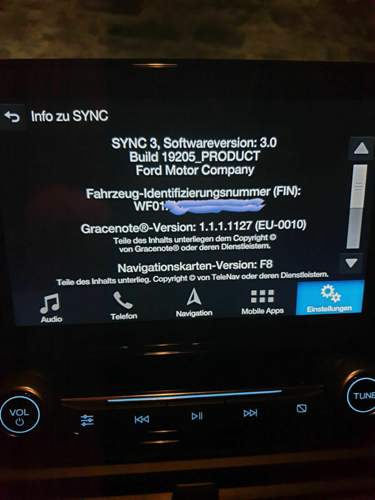 Info zu SYNC
SYNC 3, Softwareversion: 3.0
Build 19205_PRODUCT
Ford Motor Company
Fahrzeug-Identifizierungsnummer (FIN):
WF01
Gracenote®-Version: 1.1.1.1127 (EU-0010)
Teile des Inhalts unterliegen dem Copyright ©
von Gracenote® oder deren Dienstleistern.
Navigationskarten-Version: F8
Teile des Inhalts unterlieg. Copyright © von TeleNav oder deren Dienstleistern.
Audio
Telefon
Navigation
Mobile Apps
Einstellungen
VOL
TUNE